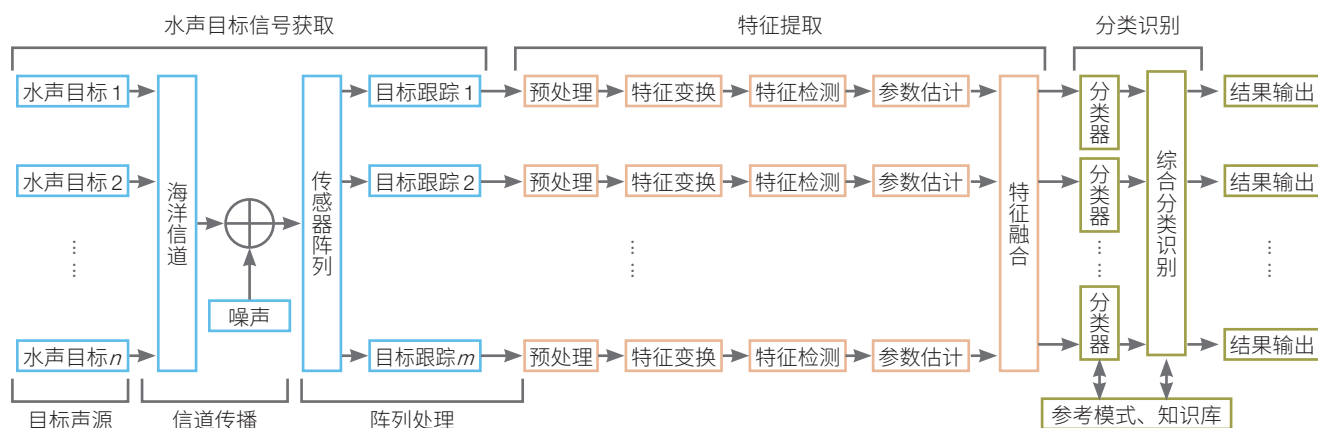 水声目标信号获取 特征提取 分类识别
水声目标1 目标跟踪1 预处理 特征变换 特征检测 参数估计 分类器 结果输出
水声目标2 目标跟踪2 预处理 特征变换 特征检测 参数估计 分类器 结果输出
海洋信道
传感器阵列
特征融合
综合分类识别
…… …… …… ……
噪声
水声目标n 目标跟踪m 预处理 特征变换 特征检测 参数估计 分类器 结果输出
目标声源 信道传播 阵列处理 参考模式、知识库